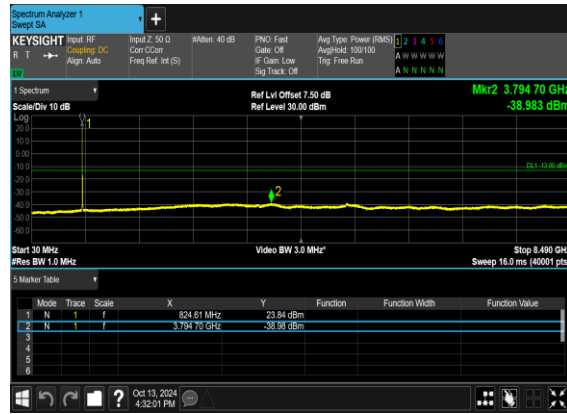 Spectrum Analyzer 1
Swept SA
+
KEYSIGHT Input: RF Input Z: 50 Ω #Atten: 40 dB PNO: Fast Avg Type: Power (RMS) 1 2 3 4 5 6
R T Coupling: DC Corr CCorr Gate: Off Avg|Hold: 100/100 A W W W W W
Align: Auto Freq Ref: Int (S) IF Gain: Low Trig: Free Run
Sig Track: Off A N N N N N
1 Spectrum Ref Lvl Offset 7.50 dB Mkr2 3.794 70 GHz
Scale/Div 10 dB Ref Level 30.00 dBm -38.983 dBm
Log
1
20.0
10.0
0.00
-10.0
DL1 -13.00 dBm
-20.0
-30.0
2
-40.0
-50.0
-60.0
Start 30 MHz Video BW 3.0 MHz* Stop 8.490 GHz
#Res BW 1.0 MHz Sweep 16.0 ms (40001 pts)
5 Marker Table
Mode Trace Scale X Y Function Function Width Function Value
1 N 1 f 824.61 MHz 23.84 dBm
2 N 1 f 3.794 70 GHz -38.98 dBm
3
4
5
6
? Oct 13, 2024
4:32:01 PM